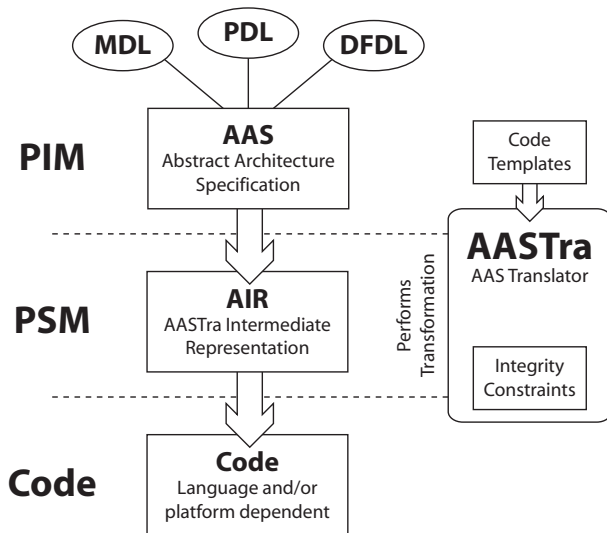 MDL
PDL
DFDL
PIM
AAS
Abstract Architecture
Specification
Code
Templates
AASTra
AAS Translator
Performs
Transformation
PSM
AIR
AASTra Intermediate
Representation
Integrity
Constraints
Code
Code
Language and/or
platform dependent